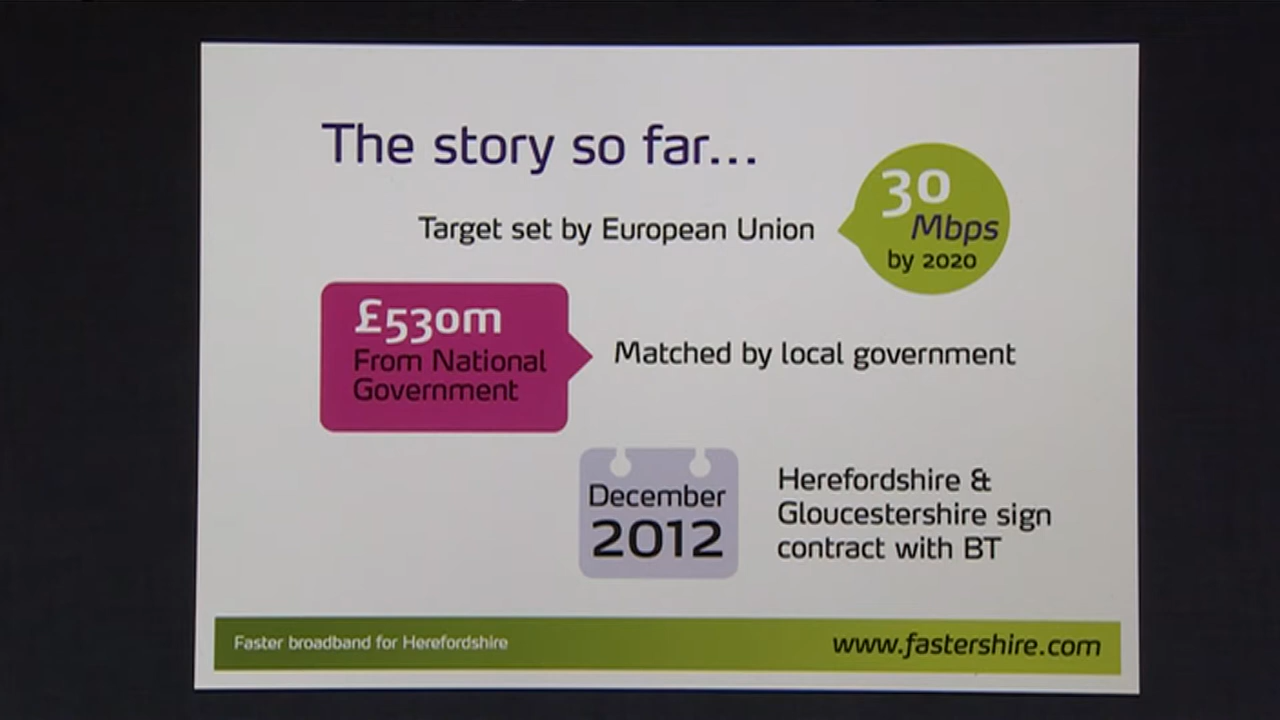 The story so far...
Target set by European Union
30
Mbps
by 2020
£530m
From National
Government
Matched by local government
December
2012
Herefordshire &
Gloucestershire sign
contract with BT
Faster broadband for Herefordshire
www.fastershire.com